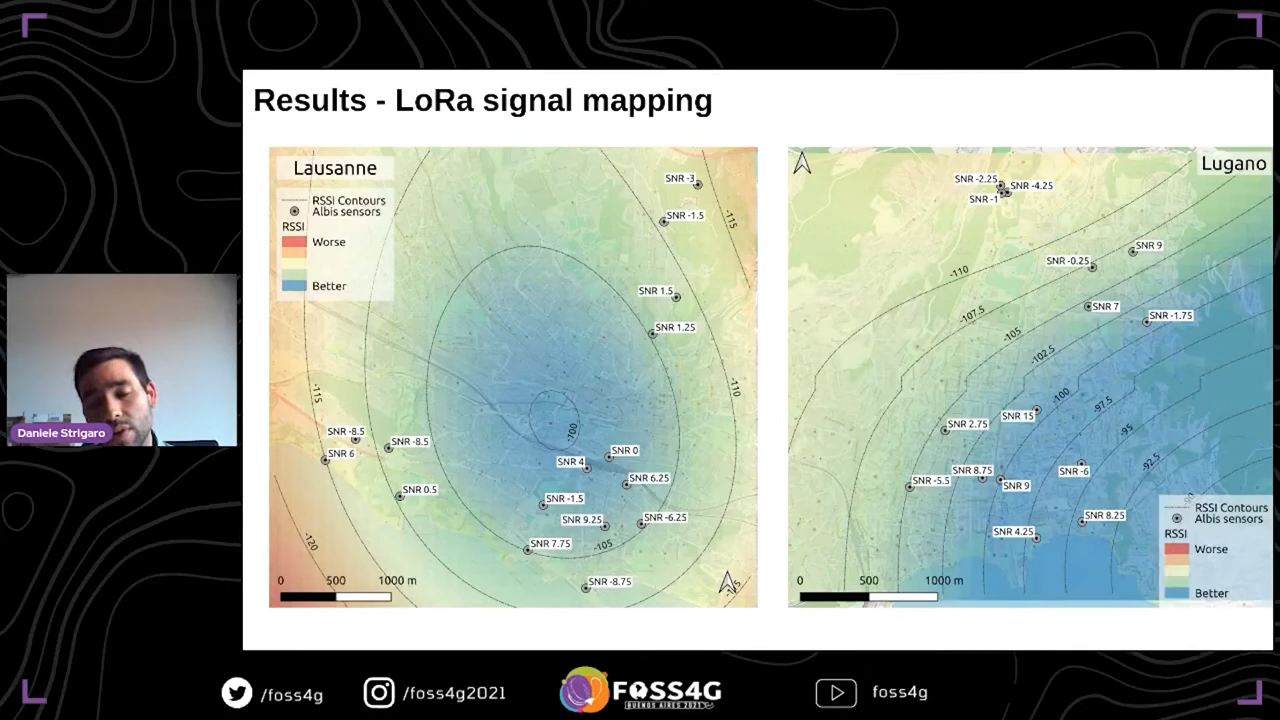 Results - LoRa signal mapping
Lausanne
RSSI Contours
Albis sensors
RSSI
Worse
Better
SNR -3
SNR -1.5
-115
SNR 1.5
SNR 1.25
-110
-115
SNR -8.5
SNR -8.5
SNR 6
-100
SNR 0
SNR 4
SNR 6.25
SNR 0.5
SNR -1.5
SNR 9.25
SNR -6.25
SNR 7.75
-105
-120
SNR -8.75
0 500 1000 m
Lugano
SNR -2.25
SNR -4.25
SNR -1
SNR 9
SNR -0.25
-110
SNR 7
SNR -1.75
-107.5
-105
-102.5
-100
-97.5
SNR 15
SNR 2.75
-95
-92.5
SNR 8.75
SNR -6
SNR -5.5
SNR 9
-90
SNR 8.25
SNR 4.25
RSSI Contours
Albis sensors
RSSI
Worse
Better
0 500 1000 m
Daniele Strigaro
/foss4g
/foss4g2021
FOSS4G
BUENOS AIRES 2021
foss4g